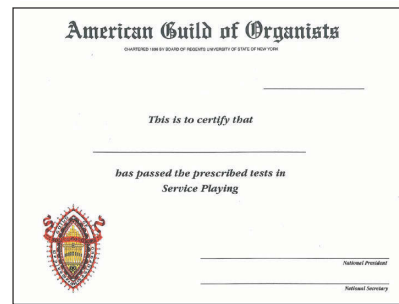 American Guild of Organists
CHARTERED 1896 BY BOARD OF REGENTS UNIVERSITY OF STATE OF NEW YORK
This is to certify that
has passed the prescribed tests in
Service Playing
National President
National Secretary